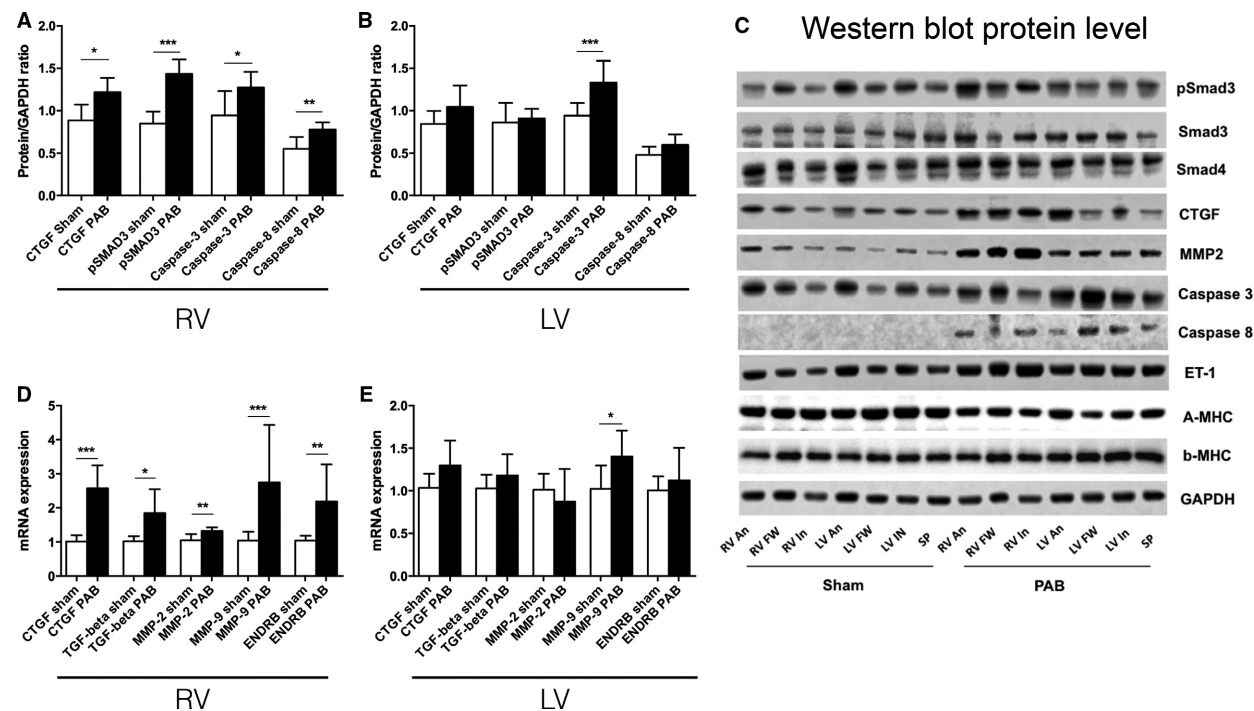 A
Protein/GAPDH ratio
2.0
1.5
1.0
0.5
0.0
*
***
*
**
CTGF Sham
CTGF PAB
pSMAD3 sham
pSMAD3 PAB
Caspase-3 sham
Caspase-3 PAB
Caspase-8 sham
Caspase-8 PAB
RV
B
Protein/GAPDH ratio
2.0
1.5
1.0
0.5
0.0
***
CTGF Sham
CTGF PAB
pSMAD3 sham
pSMAD3 PAB
Caspase-3 sham
Caspase-3 PAB
Caspase-8 sham
Caspase-8 PAB
LV
C
Western blot protein level
pSmad3
Smad3
Smad4
CTGF
MMP2
Caspase 3
Caspase 8
ET-1
A-MHC
b-MHC
GAPDH
RV An
RV FW
RV In
LV An
LV FW
LV IN
SP
RV An
RV FW
RV In
LV An
LV FW
LV In
SP
Sham
PAB
D
mRNA expression
5
4
3
2
1
0
***
*
**
***
**
CTGF sham
CTGF PAB
TGF-beta sham
TGF-beta PAB
MMP-2 sham
MMP-2 PAB
MMP-9 sham
MMP-9 PAB
ENDRB sham
ENDRB PAB
RV
E
mRNA expression
2.0
1.5
1.0
0.5
0.0
*
CTGF sham
CTGF PAB
TGF-beta sham
TGF-beta PAB
MMP-2 sham
MMP-2 PAB
MMP-9 sham
MMP-9 PAB
ENDRB sham
ENDRB PAB
LV